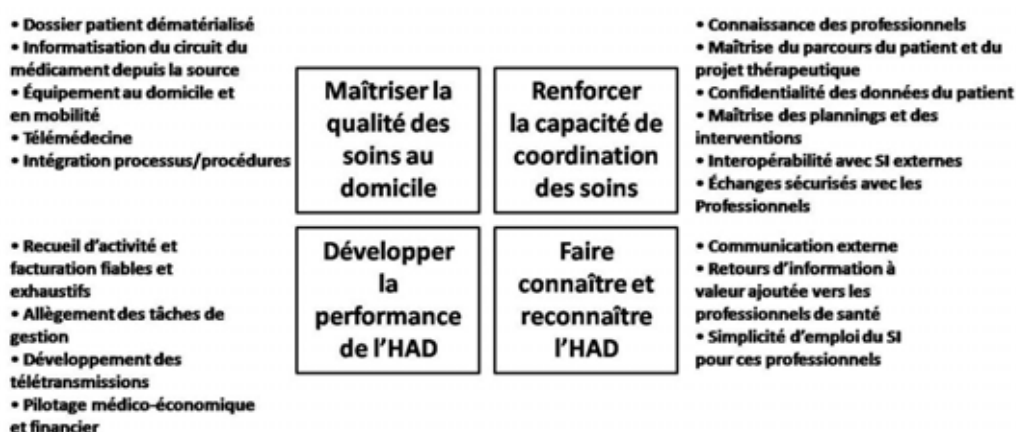 • Dossier patient dématérialisé
• Informatisation du circuit du
médicament depuis la source
• Équipement au domicile et
en mobilité
• Télémédecine
• Intégration processus/procédures
Maîtriser la
qualité des
soins au
domicile
Renforcer
la capacité de
coordination
des soins
• Connaissance des professionnels
• Maîtrise du parcours du patient et du
projet thérapeutique
• Confidentialité des données du patient
• Maîtrise des plannings et des
interventions
• Interopérabilité avec SI externes
• Échanges sécurisés avec les
Professionnels
• Recueil d'activité et
facturation fiables et
exhaustifs
• Allègement des tâches de
gestion
• Développement des
télétransmissions
• Pilotage médico-économique
et financier
Développer
la
performance
de l'HAD
Faire
connaître et
reconnaître
l'HAD
• Communication externe
• Retours d'information à
valeur ajoutée vers les
professionnels de santé
• Simplicité d'emploi du SI
pour ces professionnels